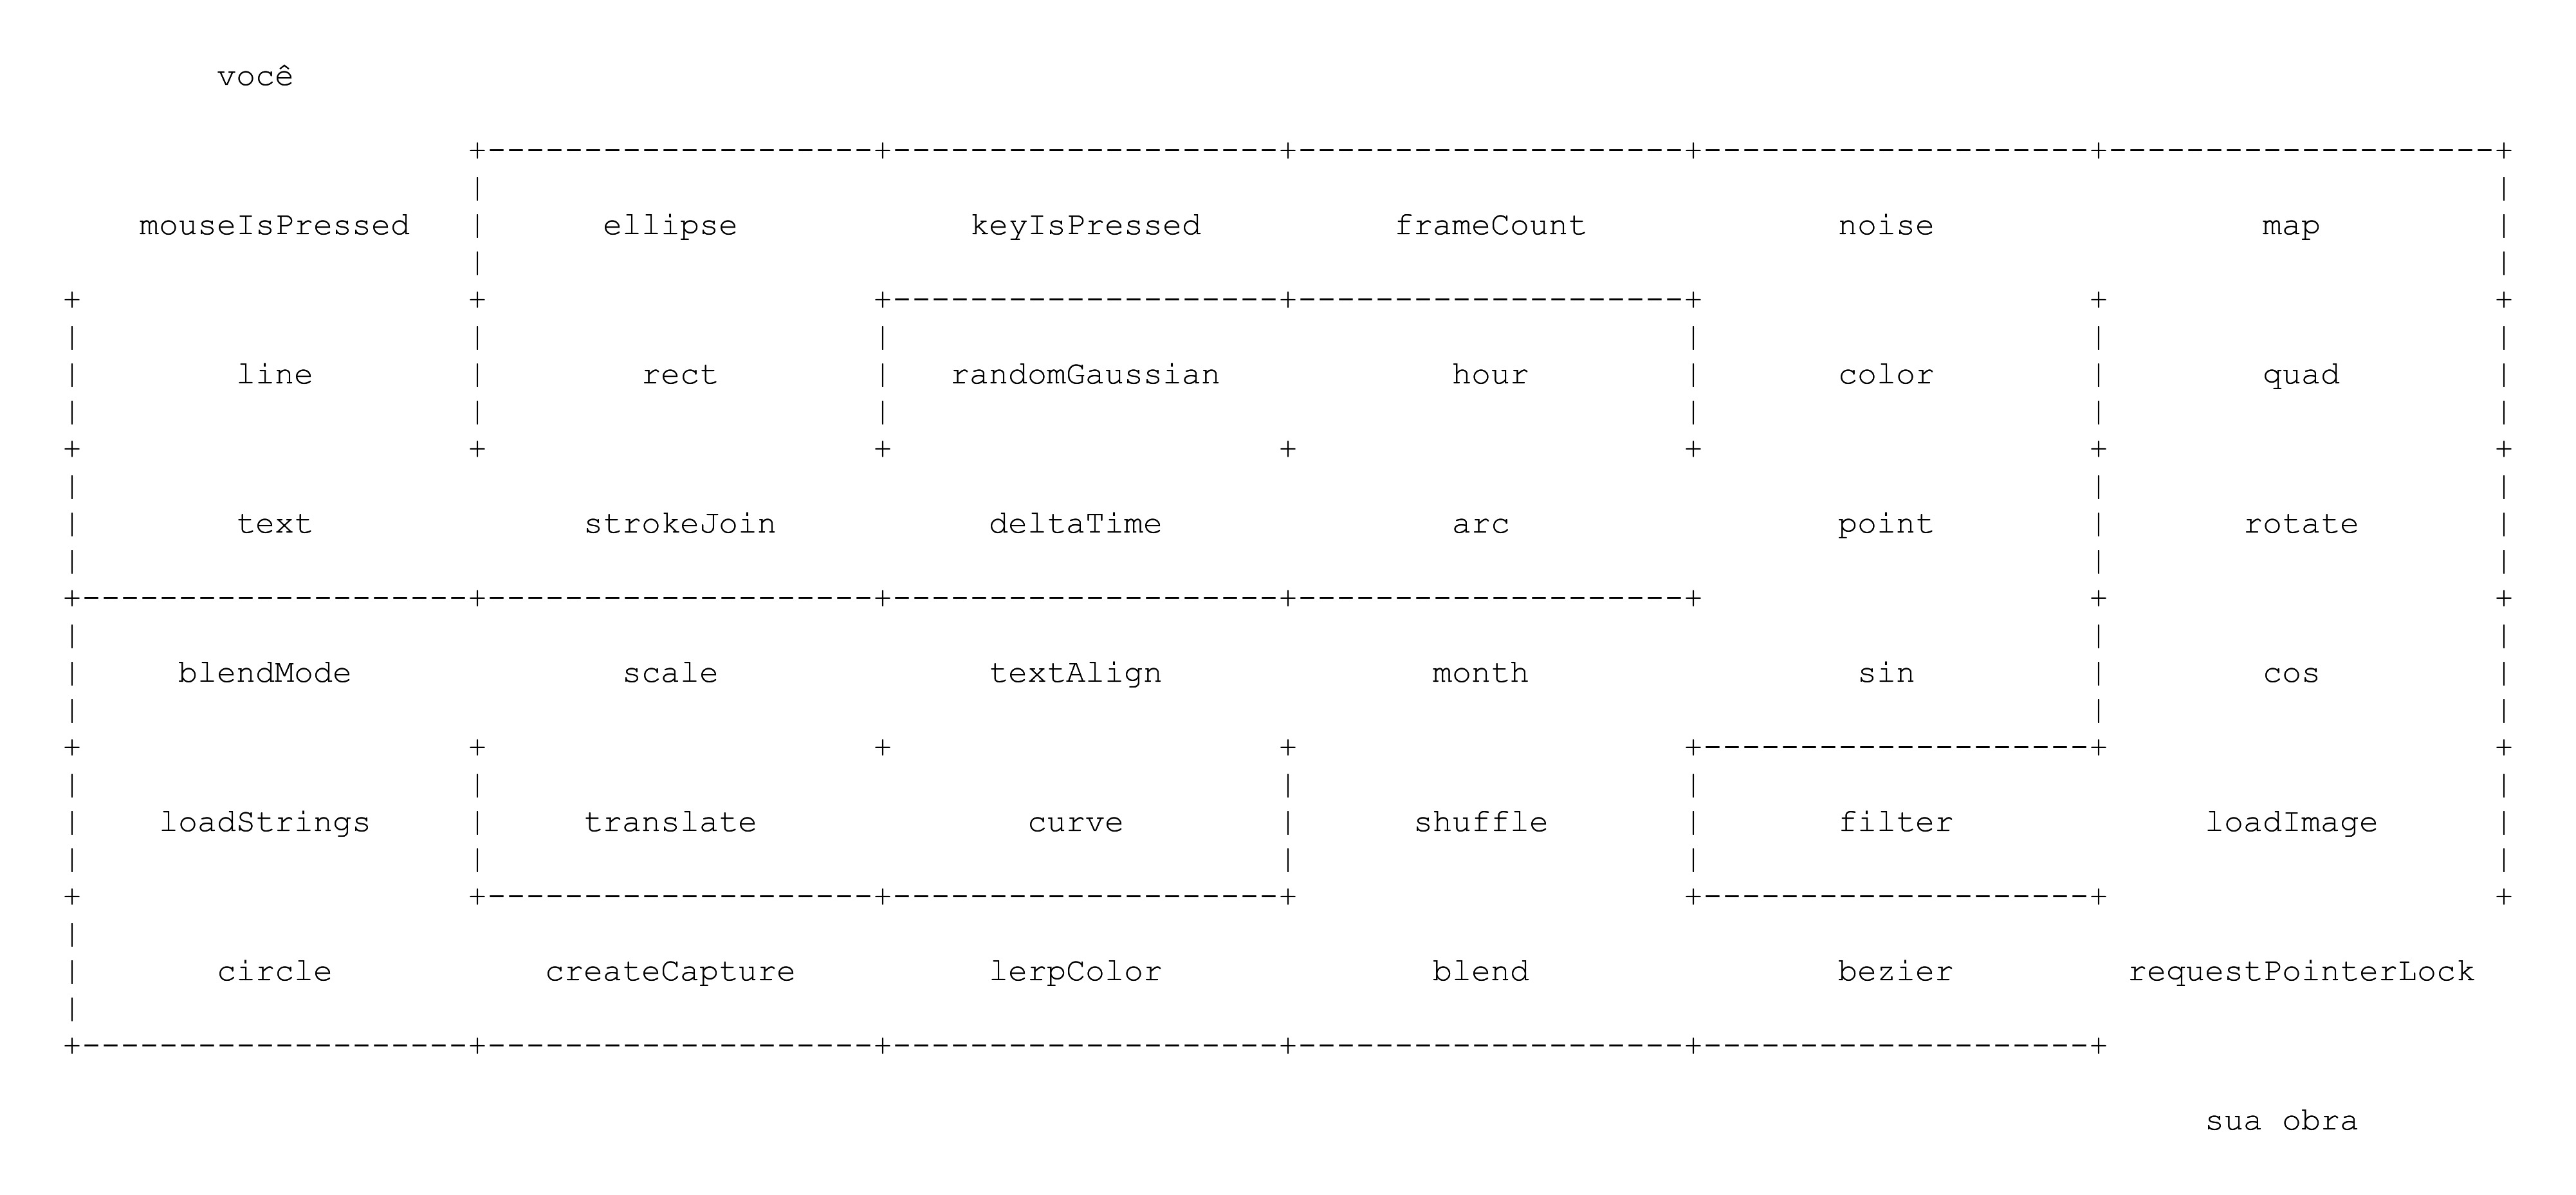 você
mouseIsPressed ellipse keyIsPressed frameCount noise map
line rect randomGaussian hour color quad
text strokeJoin deltaTime arc point rotate
blendMode scale textAlign month sin cos
loadStrings translate curve shuffle filter loadImage
circle createCapture lerpColor blend bezier requestPointerLock
sua obra